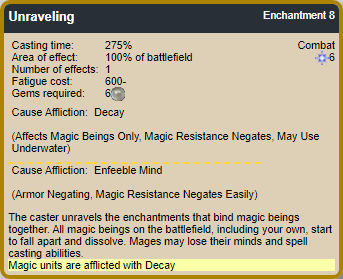 Unraveling Enchantment 8
Casting time: 275% Combat
Area of effect: 100% of battlefield 6
Number of effects: 1
Fatigue cost: 600-
Gems required: 6
Cause Affliction: Decay
(Affects Magic Beings Only, Magic Resistance Negates, May Use
Underwater)
Cause Affliction: Enfeeble Mind
(Armor Negating, Magic Resistance Negates Easily)
The caster unravels the enchantments that bind magic beings
together. All magic beings on the battlefield, including your own, start
to fall apart and dissolve. Mages may lose their minds and spell
casting abilities.
Magic units are afflicted with Decay